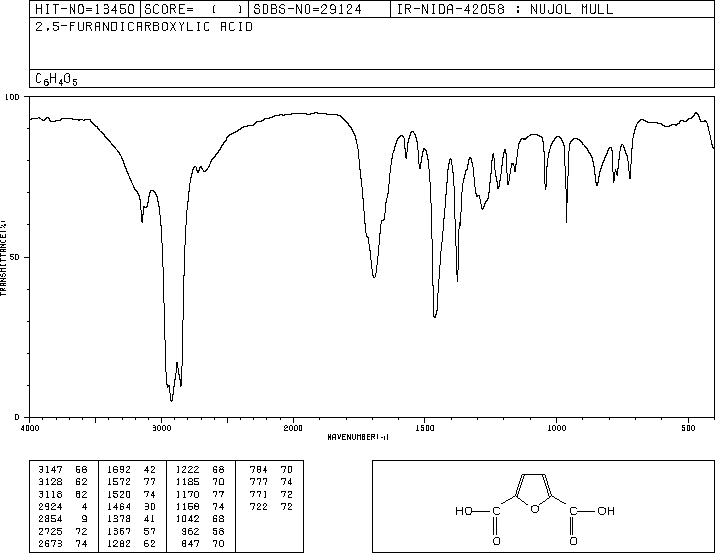 HIT-NO=13450 SCORE= ( ) SDBS-NO=29124 IR-NIDA-42058 : NUJOL MULL
2,5-FURANDICARBOXYLIC ACID
C6H4O5
100
50
0
TRANSMITTANCE(%)
4000 3000 2000 1500 1000 500
WAVENUMBER(-1)
3147 58 1692 42 1222 68 784 70
3128 62 1572 77 1185 70 777 74
3118 62 1520 74 1170 77 771 72
2924 4 1464 30 1158 74 722 72
2854 9 1378 41 1042 68
2725 72 1367 57 962 58
2673 74 1282 62 847 70
HO C O C OH
O O